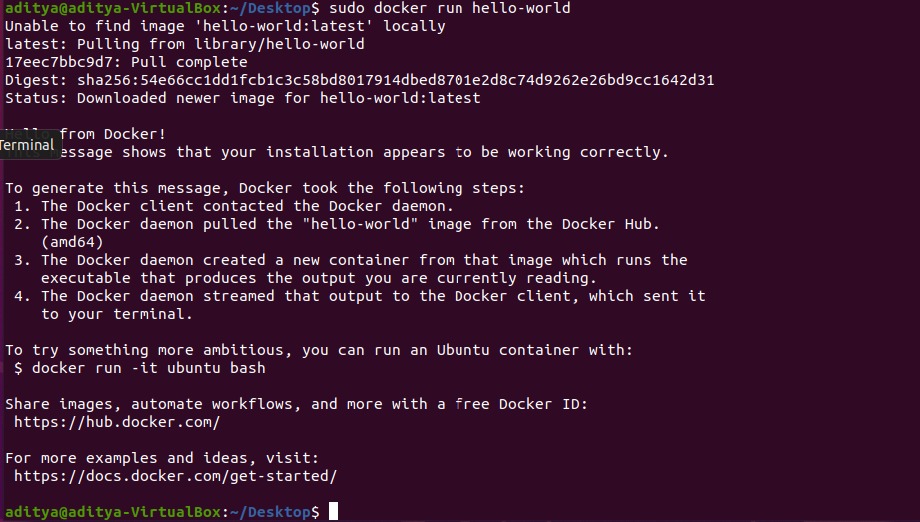 aditya@aditya-VirtualBox:~/Desktop$ sudo docker run hello-world
Unable to find image 'hello-world:latest' locally
latest: Pulling from library/hello-world
17eec7bbc9d7: Pull complete
Digest: sha256:54e66cc1dd1fcb1c3c58bd8017914dbed8701e2d8c74d9262e26bd9cc1642d31
Status: Downloaded newer image for hello-world:latest

Hello from Docker!
Terminal
message shows that your installation appears to be working correctly.

To generate this message, Docker took the following steps:
 1. The Docker client contacted the Docker daemon.
 2. The Docker daemon pulled the "hello-world" image from the Docker Hub.
    (amd64)
 3. The Docker daemon created a new container from that image which runs the
    executable that produces the output you are currently reading.
 4. The Docker daemon streamed that output to the Docker client, which sent it
    to your terminal.

To try something more ambitious, you can run an Ubuntu container with:
 $ docker run -it ubuntu bash

Share images, automate workflows, and more with a free Docker ID:
 https://hub.docker.com/

For more examples and ideas, visit:
 https://docs.docker.com/get-started/

aditya@aditya-VirtualBox:~/Desktop$